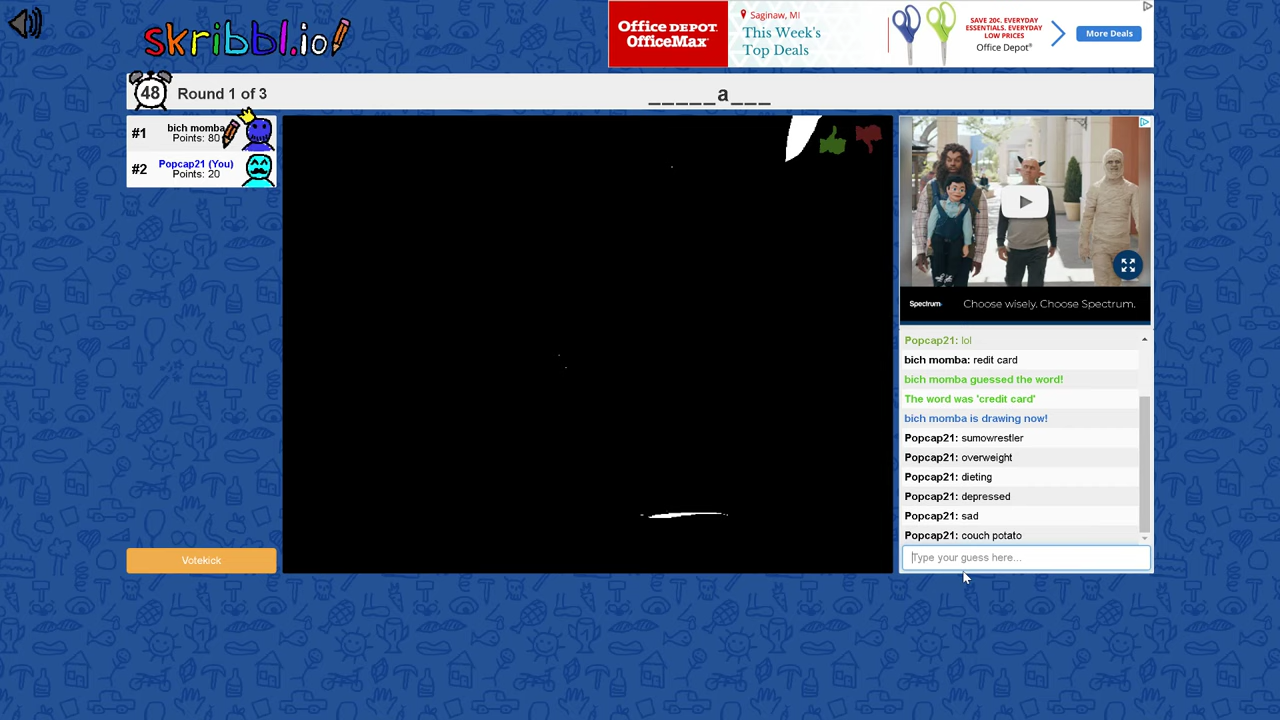 skribbl.io
Office DEPOT
OfficeMax®
Saginaw, MI
This Week's
Top Deals
SAVE 20¢. EVERYDAY
ESSENTIALS. EVERYDAY
LOW PRICES
Office Depot®
More Deals
48
Round 1 of 3
_____a___
#1
bich momba
Points: 80
#2
Popcap21 (You)
Points: 20
Spectrum
Choose wisely. Choose Spectrum.
Popcap21: lol
bich momba: redit card
bich momba guessed the word!
The word was 'credit card'
bich momba is drawing now!
Popcap21: sumowrestler
Popcap21: overweight
Popcap21: dieting
Popcap21: depressed
Popcap21: sad
Popcap21: couch potato
Type your guess here...
Votekick